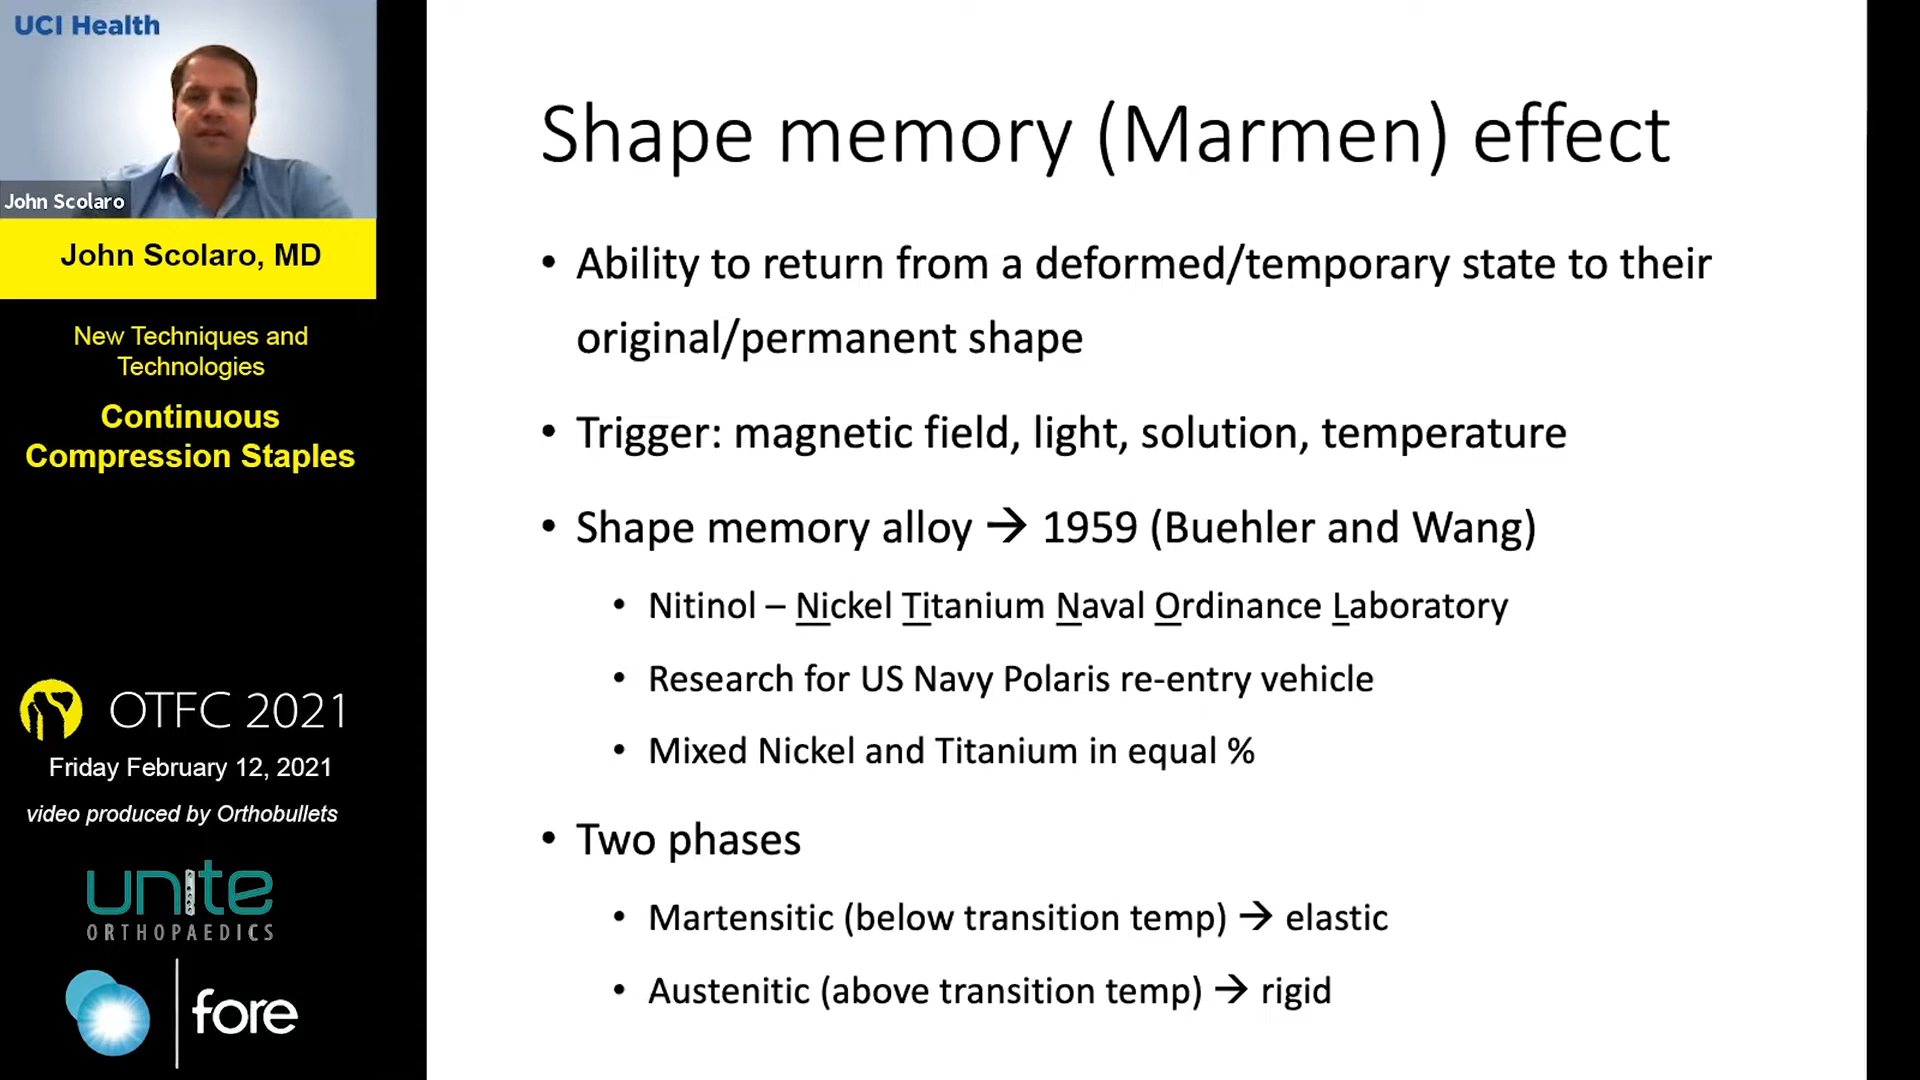 UCI Health
John Scolaro
John Scolaro, MD
New Techniques and
Technologies
Continuous
Compression Staples
OTFC 2021
Friday February 12, 2021
video produced by Orthobullets
unite
ORTHOPAEDICS
fore
Shape memory (Marmen) effect
• Ability to return from a deformed/temporary state to their
original/permanent shape
• Trigger: magnetic field, light, solution, temperature
• Shape memory alloy → 1959 (Buehler and Wang)
• Nitinol – Nickel Titanium Naval Ordinance Laboratory
• Research for US Navy Polaris re-entry vehicle
• Mixed Nickel and Titanium in equal %
• Two phases
• Martensitic (below transition temp) → elastic
• Austenitic (above transition temp) → rigid